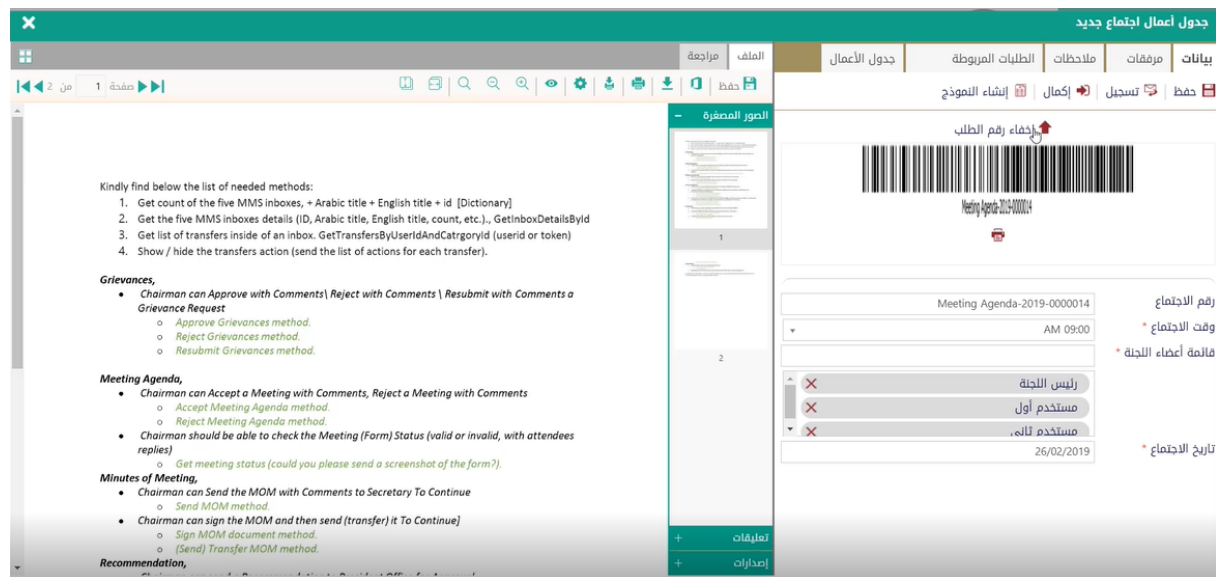 جدول أعمال اجتماع جديد
بيانات مرفقات ملاحظات الطلبات المربوطة جدول الأعمال
حفظ تسجيل إكمال إنشاء النموذج
إخفاء رقم الطلب
Meeting Agenda-2019-0000014
رقم الاجتماع Meeting Agenda-2019-0000014
وقت الاجتماع * AM 09:00
قائمة أعضاء اللجنة *
رئيس اللجنة
مستخدم أول
مستخدم ثاني
تاريخ الاجتماع * 26/02/2019
الملف مراجعة
حفظ
صفحة 1 من 2
الصور المصغرة
1
2
تعليقات
إصدارات
Kindly find below the list of needed methods:
1. Get count of the five MMS inboxes, + Arabic title + English title + id [Dictionary]
2. Get the five MMS inboxes details (ID, Arabic title, English title, count, etc.)., GetInboxDetailsById
3. Get list of transfers inside of an inbox. GetTransfersByUserIdAndCatrgoryId (userid or token)
4. Show / hide the transfers action (send the list of actions for each transfer).
Grievances,
• Chairman can Approve with Comments\ Reject with Comments \ Resubmit with Comments a
Grievance Request
o Approve Grievances method.
o Reject Grievances method.
o Resubmit Grievances method.
Meeting Agenda,
• Chairman can Accept a Meeting with Comments, Reject a Meeting with Comments
o Accept Meeting Agenda method.
o Reject Meeting Agenda method.
• Chairman should be able to check the Meeting (Form) Status (valid or invalid, with attendees
replies)
o Get meeting status (could you please send a screenshot of the form?).
Minutes of Meeting,
• Chairman can Send the MOM with Comments to Secretary To Continue
o Send MOM method.
• Chairman can sign the MOM and then send (transfer) it To Continue]
o Sign MOM document method.
o (Send) Transfer MOM method.
Recommendation,